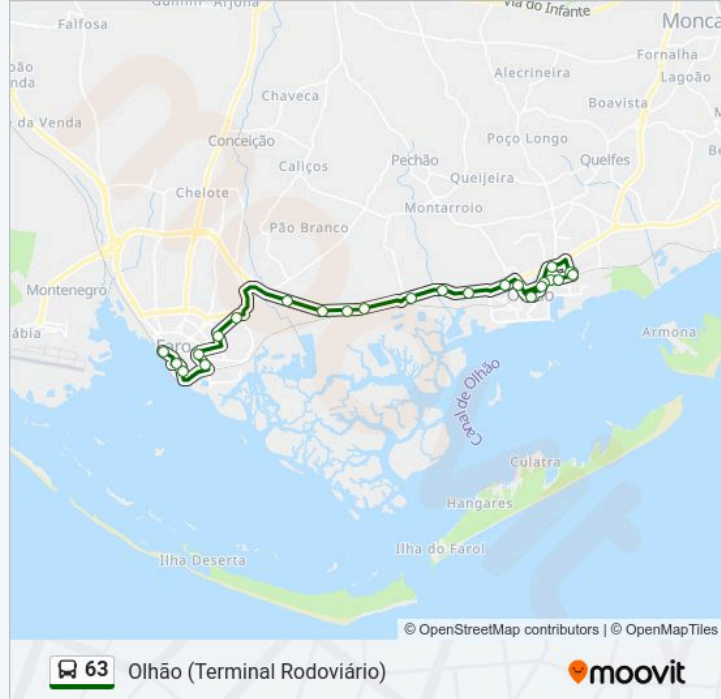 Via do Infante
Falfosa
Monca
Fornalha
Lagoão
Alecrineira
Chaveca
Boavista
da Venda
Conceição
Poço Longo
Caliços
Pechão
Quelfes
Queijeira
Chelote
Montarroio
Pão Branco
Montenegro
Olhão
Armona
Faro
Canal de Olhão
Culatra
Hangares
Ilha do Farol
Ilha Deserta
© OpenStreetMap contributors | © OpenMapTiles
63 Olhão (Terminal Rodoviário)
moovit